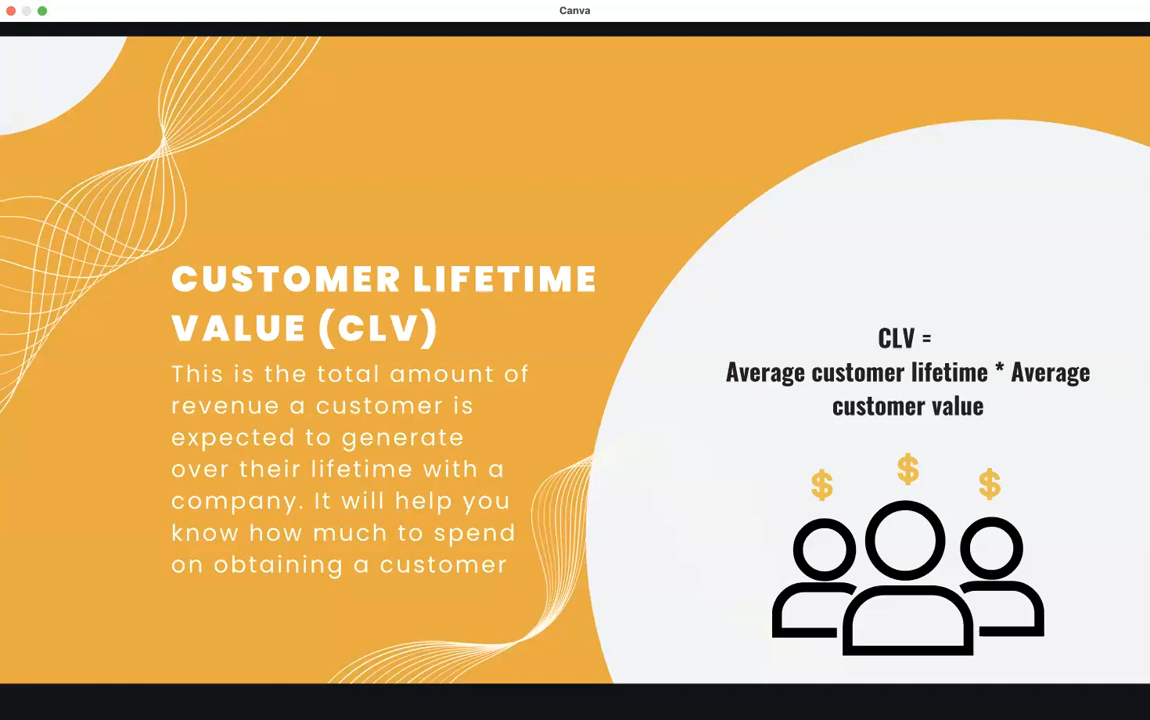 Canva
CUSTOMER LIFETIME
VALUE (CLV)
This is the total amount of
revenue a customer is
expected to generate
over their lifetime with a
company. It will help you
know how much to spend
on obtaining a customer
CLV =
Average customer lifetime * Average
customer value
$ $ $